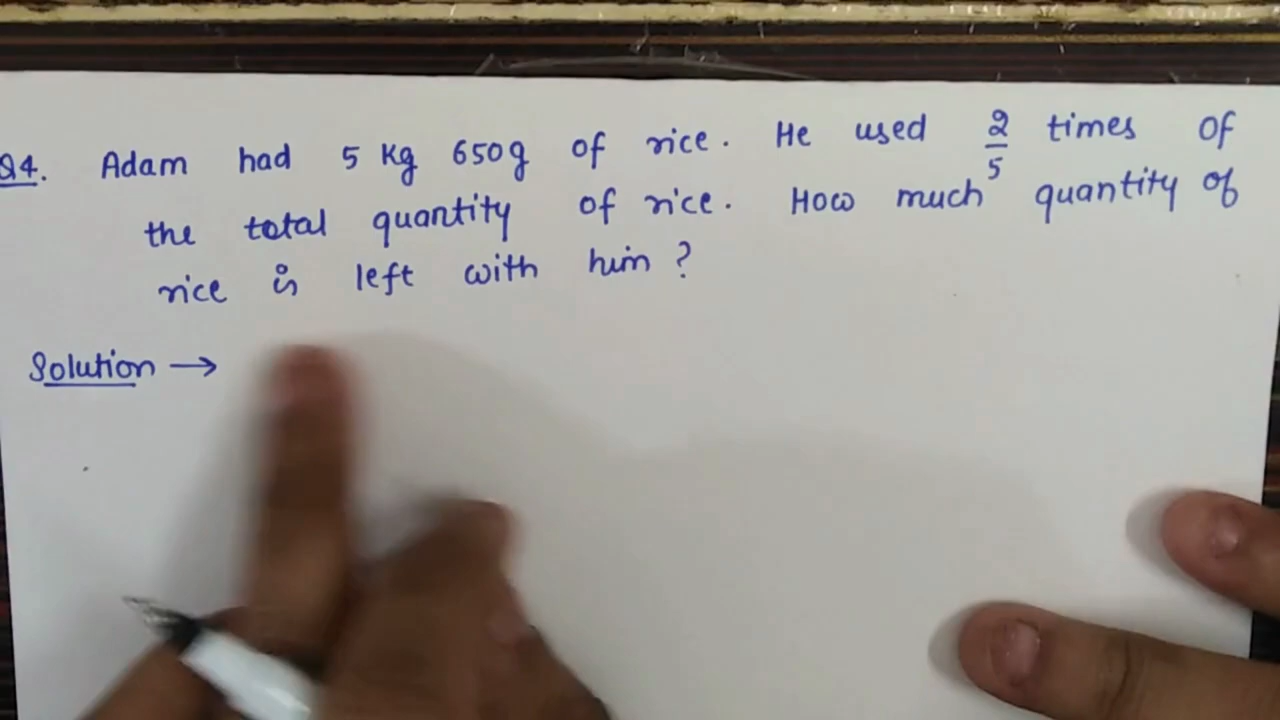 Q4. Adam had 5 Kg 650g of rice. He used 2/5 times of
the total quantity of rice. How much quantity of
rice is left with him ?
Solution →